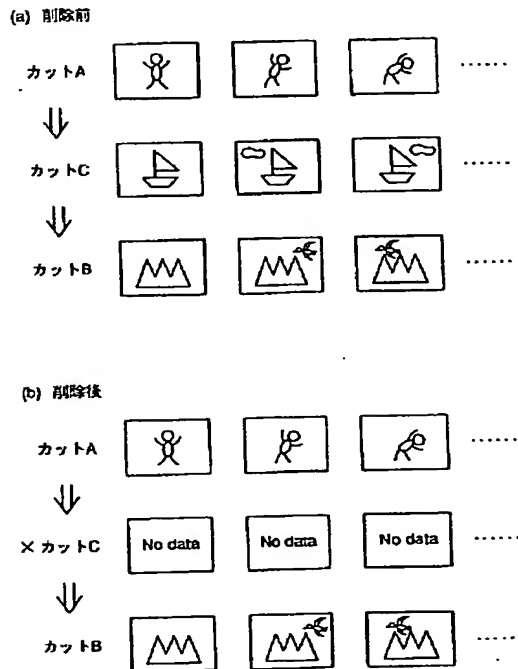 (a) 削除前
カットA ......
カットC ......
カットB ......
(b) 削除後
カットA ......
× カットC No data No data No data ......
カットB ......